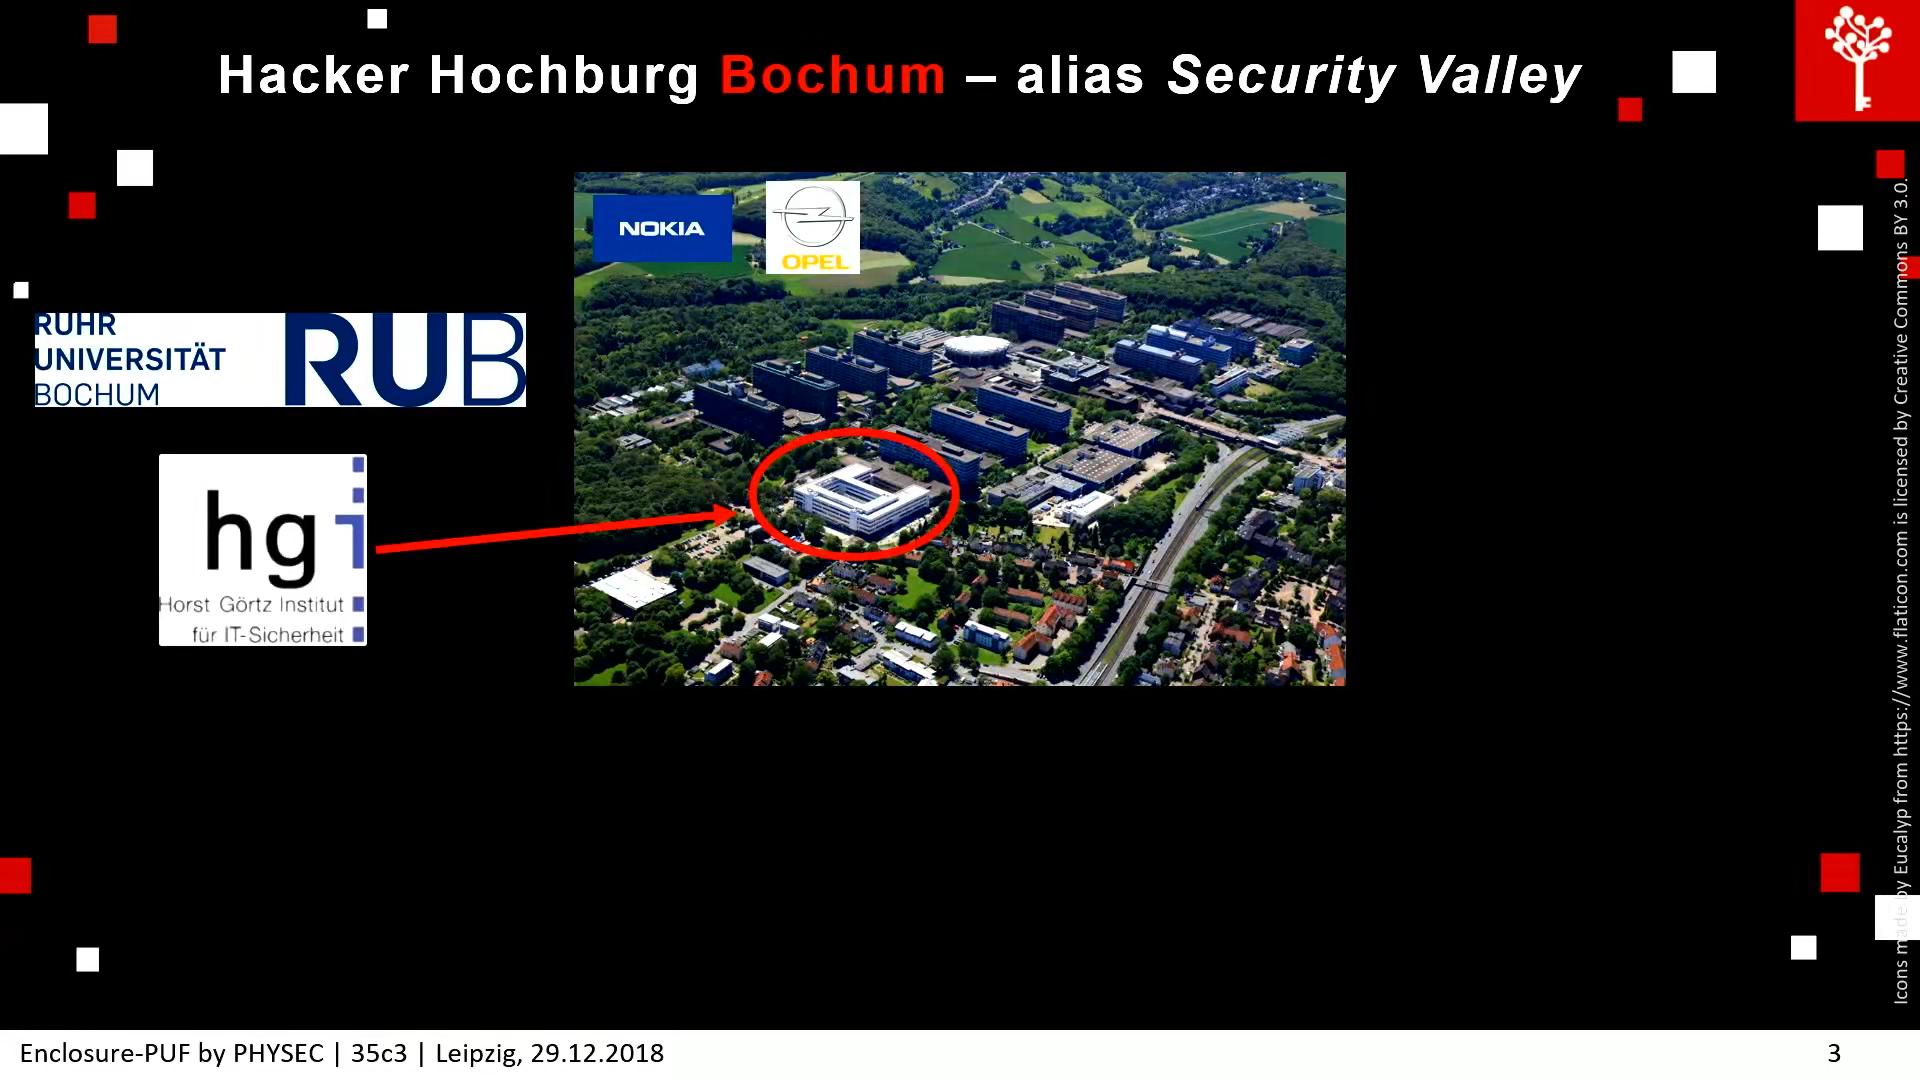 Hacker Hochburg Bochum – alias Security Valley
NOKIA
OPEL
RUHR
UNIVERSITÄT
BOCHUM
RUB
hgi
Horst Görtz Institut
für IT-Sicherheit
Icons made by Eucalyp from https://www.flaticon.com is licensed by Creative Commons BY 3.0.
Enclosure-PUF by PHYSEC | 35c3 | Leipzig, 29.12.2018
3